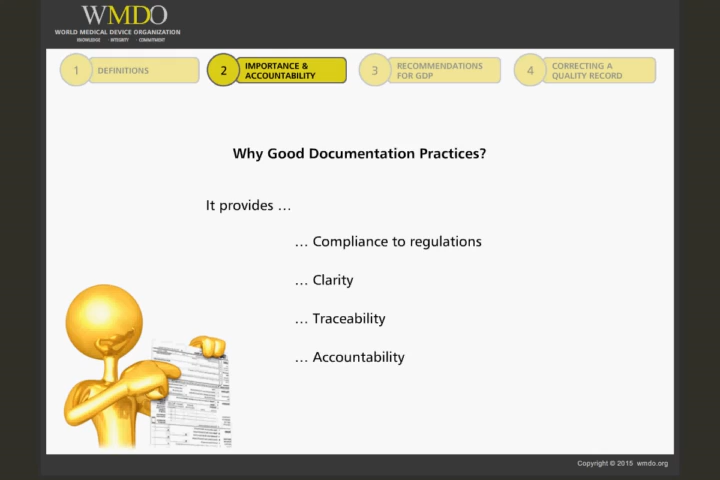 WMDO
WORLD MEDICAL DEVICE ORGANIZATION
KNOWLEDGE · INTEGRITY · COMMITMENT
1 DEFINITIONS
2 IMPORTANCE &
ACCOUNTABILITY
3 RECOMMENDATIONS
FOR GDP
4 CORRECTING A
QUALITY RECORD
Why Good Documentation Practices?
It provides …
… Compliance to regulations
… Clarity
… Traceability
… Accountability
Copyright © 2015 wmdo.org